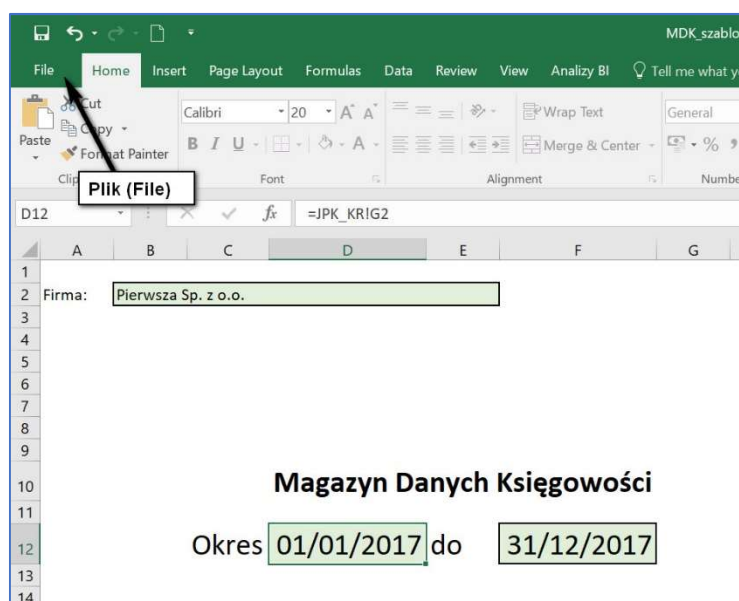 MDK_szablo
File Home Insert Page Layout Formulas Data Review View Analizy BI Tell me what y
Cut
Copy
Format Painter
Paste
Calibri 20 A A
B I U A
Wrap Text
Merge & Center
General
%
Clip Font Alignment Numbe
Plik (File)
D12 fx =JPK_KR!G2
A B C D E F G
1
2 Firma: Pierwsza Sp. z o.o.
3
4
5
6
7
8
9
10 Magazyn Danych Księgowości
11
12 Okres 01/01/2017 do 31/12/2017
13
14